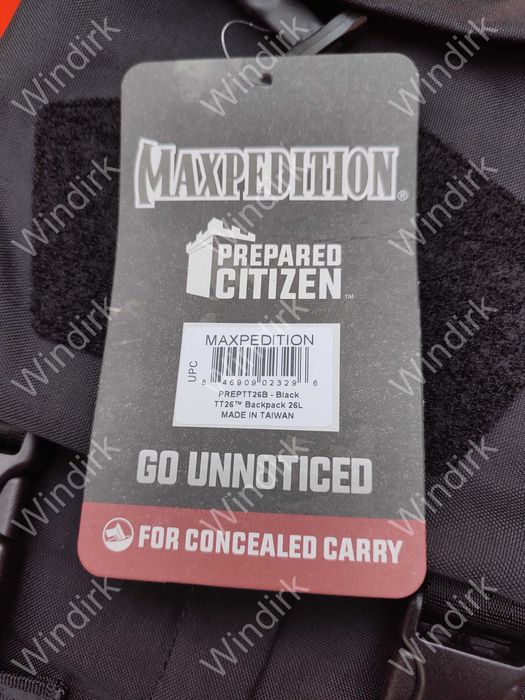 MAXPEDITION®
PREPARED
CITIZEN™
MAXPEDITION
UPC
8 46909 02329 6
PREPTT26B - Black
TT26™ Backpack 26L
MADE IN TAIWAN
GO UNNOTICED
FOR CONCEALED CARRY
Windirk